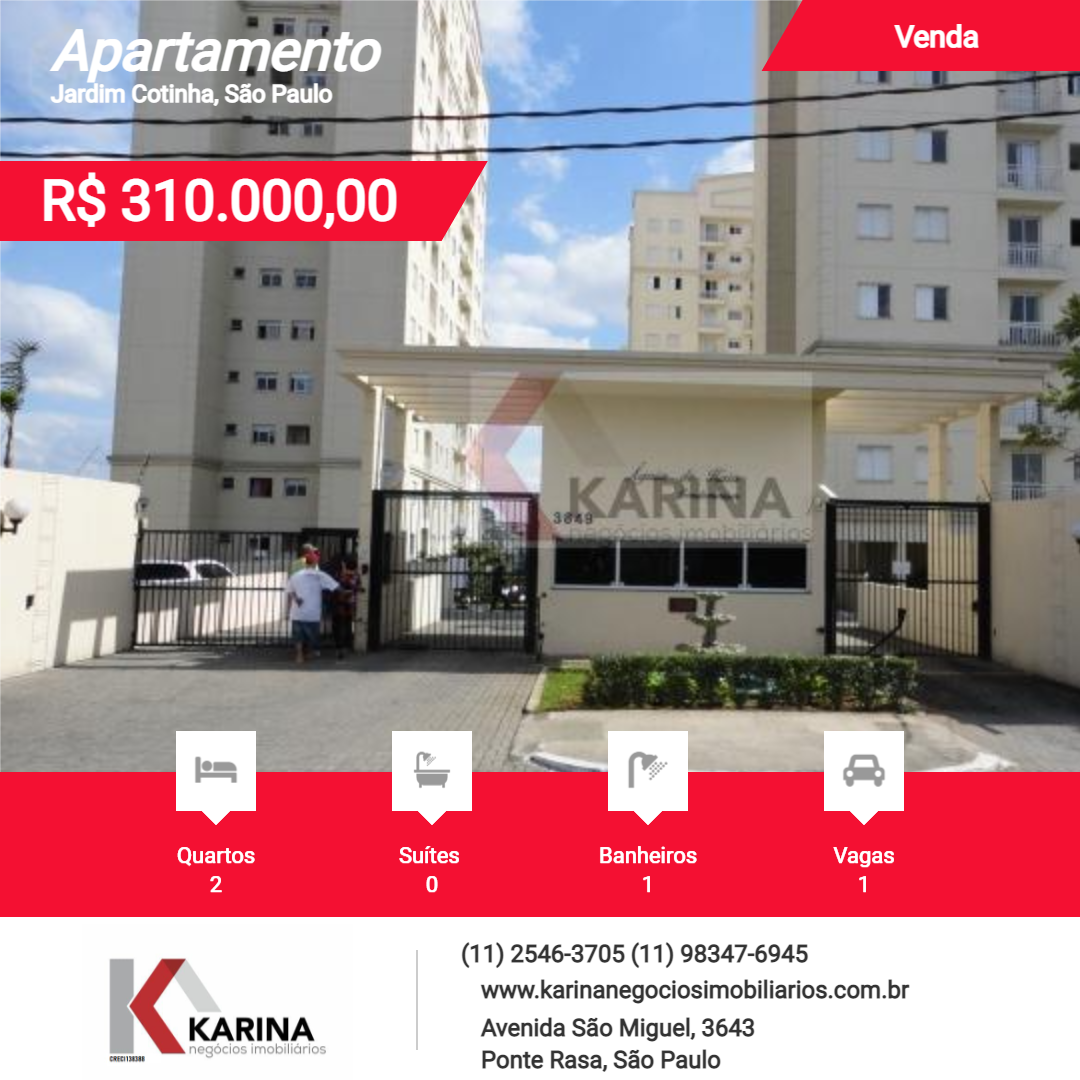 Apartamento
Jardim Cotinha, São Paulo
Venda
R$ 310.000,00
KARINA
negócios imobiliários
3649
Quartos
2
Suítes
0
Banheiros
1
Vagas
1
KARINA
negócios imobiliários
CRECI138388
(11) 2546-3705 (11) 98347-6945
www.karinanegociosimobiliarios.com.br
Avenida São Miguel, 3643
Ponte Rasa, São Paulo